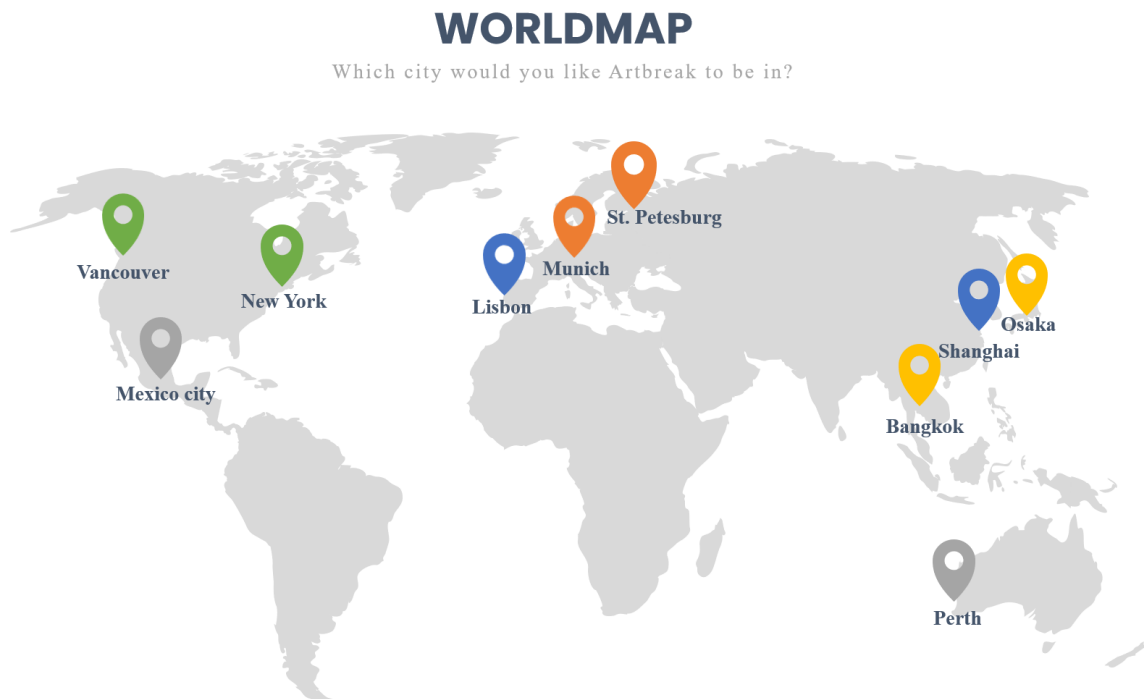 WORLDMAP
Which city would you like Artbreak to be in?
St. Petesburg
Vancouver
Munich
New York
Lisbon
Osaka
Shanghai
Mexico city
Bangkok
Perth